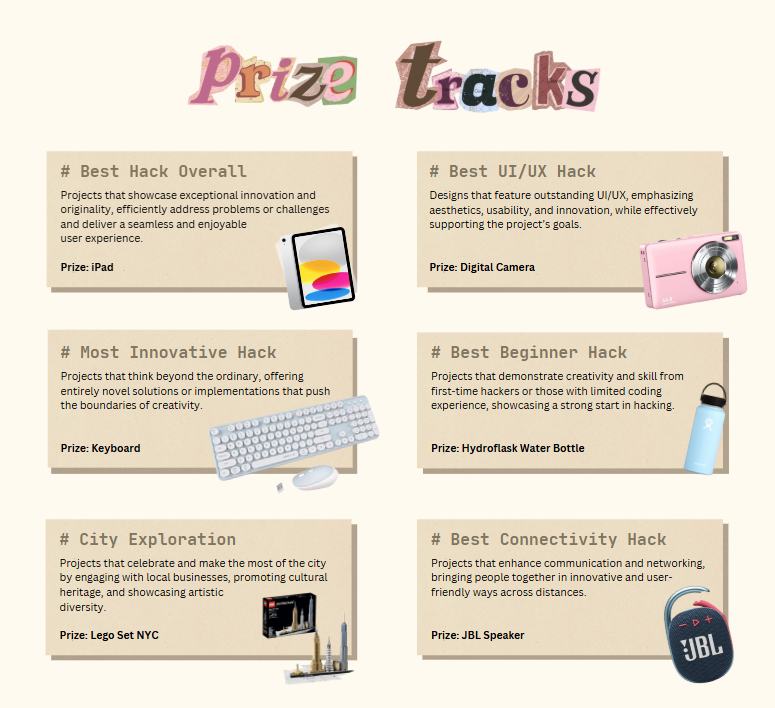 prize tracks
# Best Hack Overall
Projects that showcase exceptional innovation and
originality, efficiently address problems or challenges
and deliver a seamless and enjoyable
user experience.
Prize: iPad
# Best UI/UX Hack
Designs that feature outstanding UI/UX, emphasizing
aesthetics, usability, and innovation, while effectively
supporting the project's goals.
Prize: Digital Camera
# Most Innovative Hack
Projects that think beyond the ordinary, offering
entirely novel solutions or implementations that push
the boundaries of creativity.
Prize: Keyboard
# Best Beginner Hack
Projects that demonstrate creativity and skill from
first-time hackers or those with limited coding
experience, showcasing a strong start in hacking.
Prize: Hydroflask Water Bottle
# City Exploration
Projects that celebrate and make the most of the city
by engaging with local businesses, promoting cultural
heritage, and showcasing artistic
diversity.
Prize: Lego Set NYC
# Best Connectivity Hack
Projects that enhance communication and networking,
bringing people together in innovative and user-
friendly ways across distances.
Prize: JBL Speaker
JBL